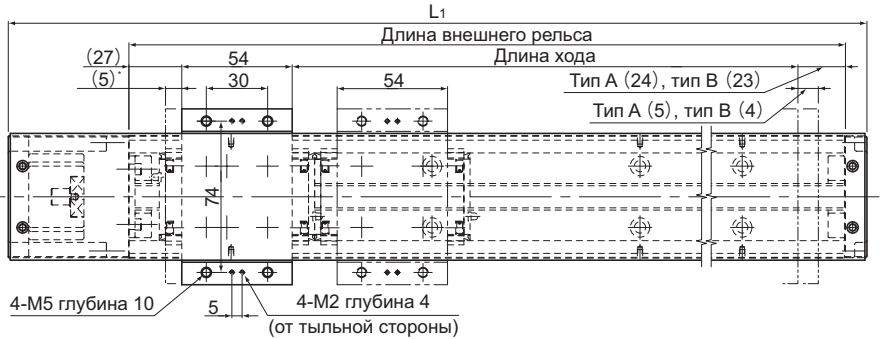 L1
Длина внешнего рельса
(27) 54 Длина хода
(5)* 30 54 Тип A (24), тип B (23)
Тип A (5), тип B (4)
74
4-M5 глубина 10 5 4-M2 глубина 4
(от тыльной стороны)